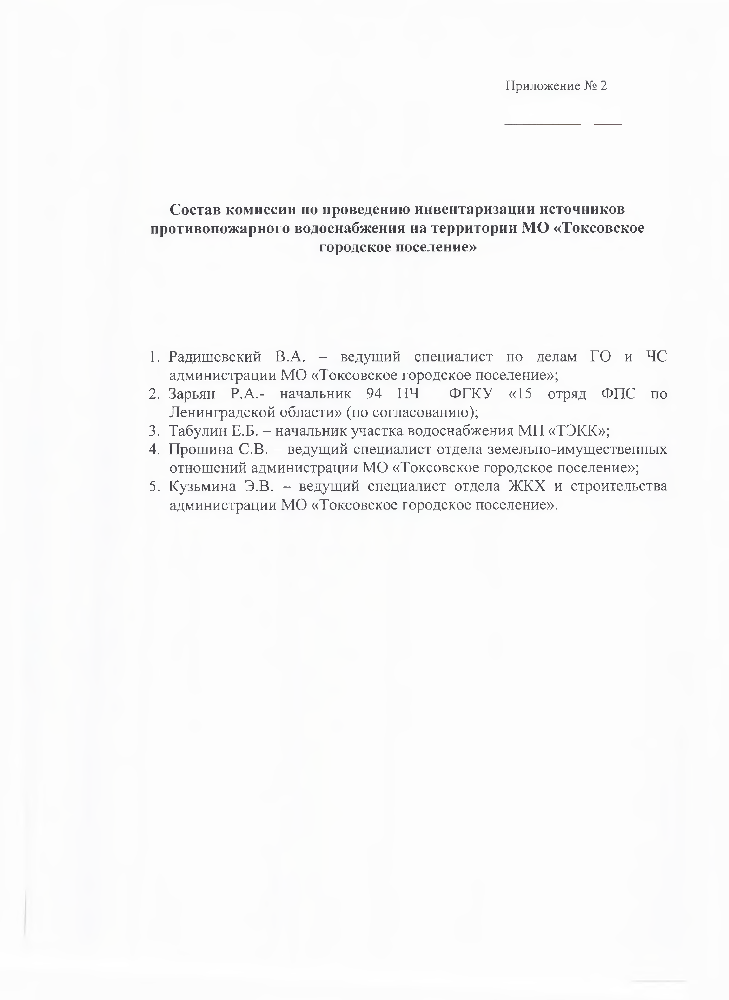 Приложение № 2
Состав комиссии по проведению инвентаризации источников
противопожарного водоснабжения на территории МО «Токсовское
городское поселение»
1. Радишевский В.А. – ведущий специалист по делам ГО и ЧС
администрации МО «Токсовское городское поселение»;
2. Зарьян Р.А.- начальник 94 ПЧ ФГКУ «15 отряд ФПС по
Ленинградской области» (по согласованию);
3. Табулин Е.Б. – начальник участка водоснабжения МП «ТЭКК»;
4. Прошина С.В. – ведущий специалист отдела земельно-имущественных
отношений администрации МО «Токсовское городское поселение»;
5. Кузьмина Э.В. – ведущий специалист отдела ЖКХ и строительства
администрации МО «Токсовское городское поселение».